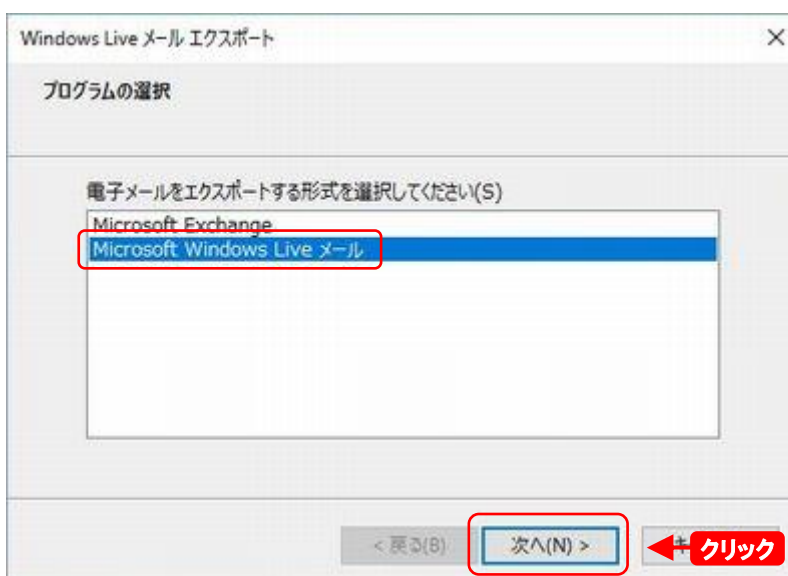 Windows Live メール エクスポート
プログラムの選択
電子メールをエクスポートする形式を選択してください(S)
Microsoft Exchange
Microsoft Windows Live メール
< 戻る(B)
次へ(N) >
クリック